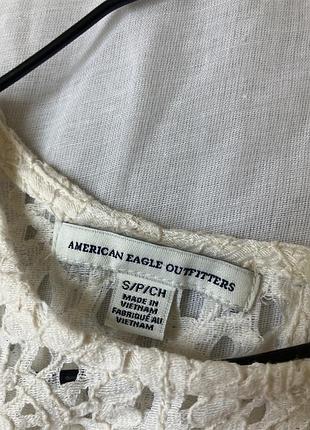 AMERICAN EAGLE OUTFITTERS
S/P/CH
MADE IN
VIETNAM
FABRIQUÉ AU
VIETNAM